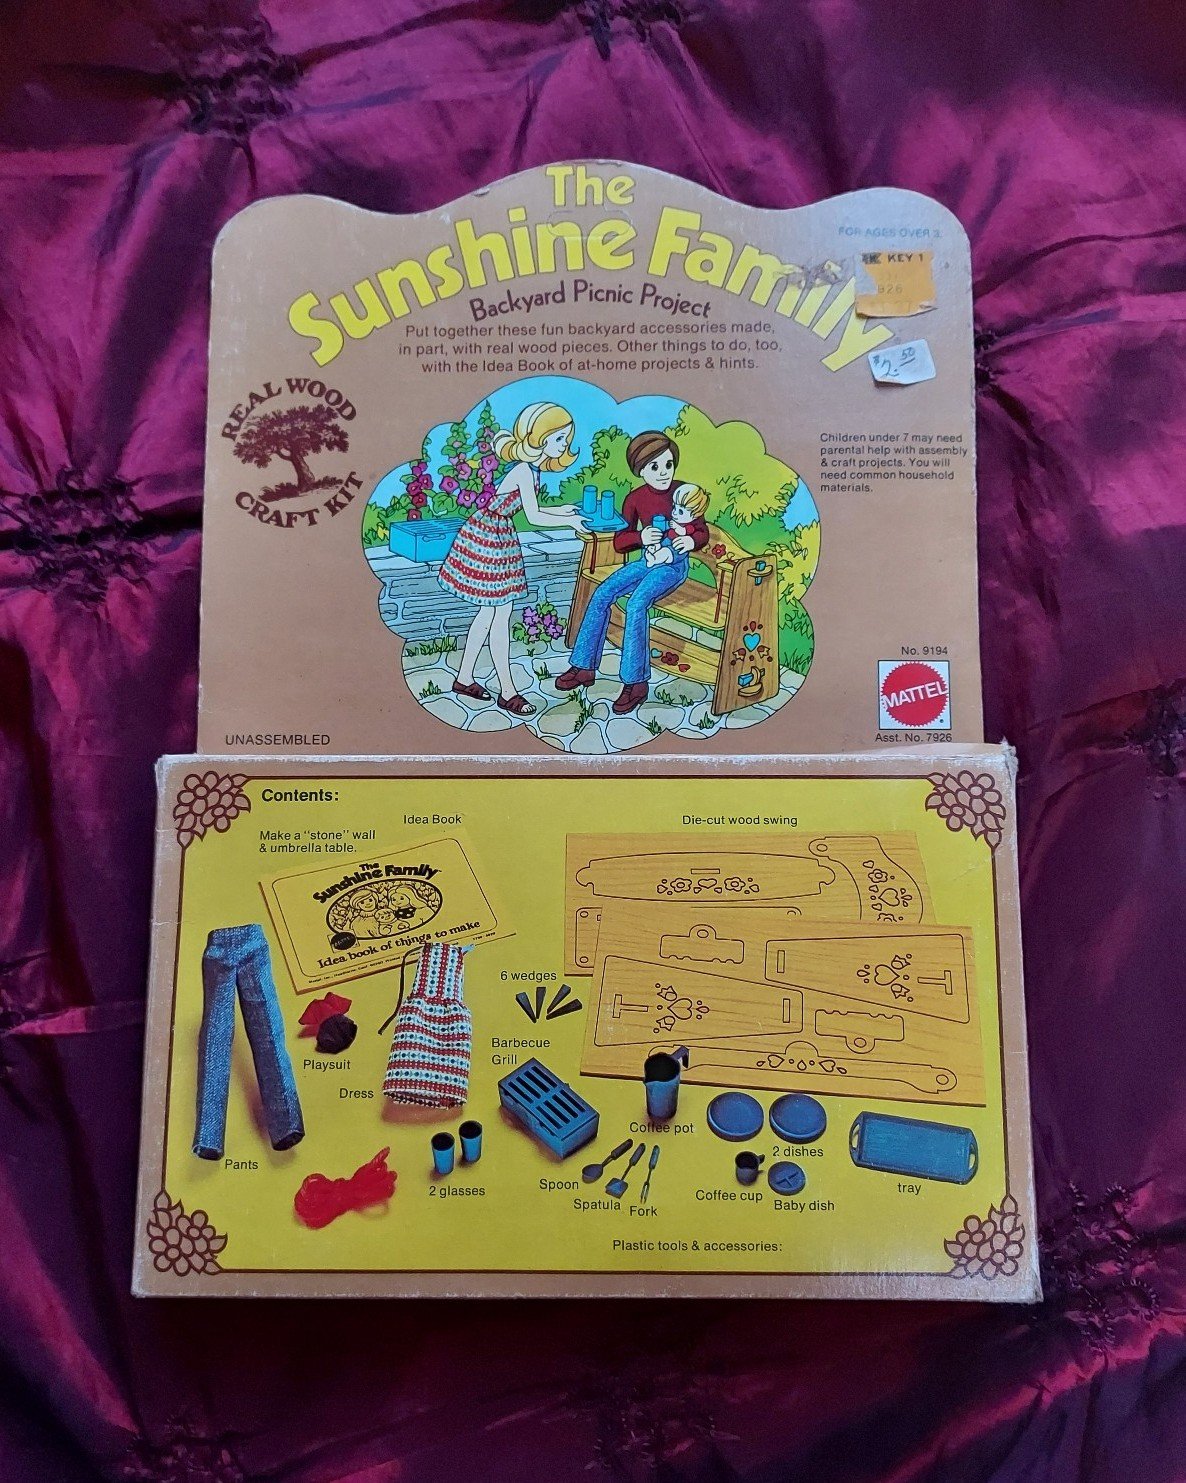 The
Sunshine Family
Backyard Picnic Project
Put together these fun backyard accessories made,
in part, with real wood pieces. Other things to do, too,
with the Idea Book of at-home projects & hints.
FOR AGES OVER 3.
KEY 1
926
$2.50
REAL WOOD
CRAFT KIT
Children under 7 may need
parental help with assembly
& craft projects. You will
need common household
materials.
No. 9194
MATTEL
Asst. No. 7926
UNASSEMBLED
Contents:
Idea Book
Make a "stone" wall
& umbrella table.
The
Sunshine Family
Idea book of things to make
Die-cut wood swing
6 wedges
Playsuit
Dress
Barbecue
Grill
Pants
2 glasses
Spoon
Spatula
Fork
Coffee pot
2 dishes
Coffee cup
Baby dish
tray
Plastic tools & accessories: